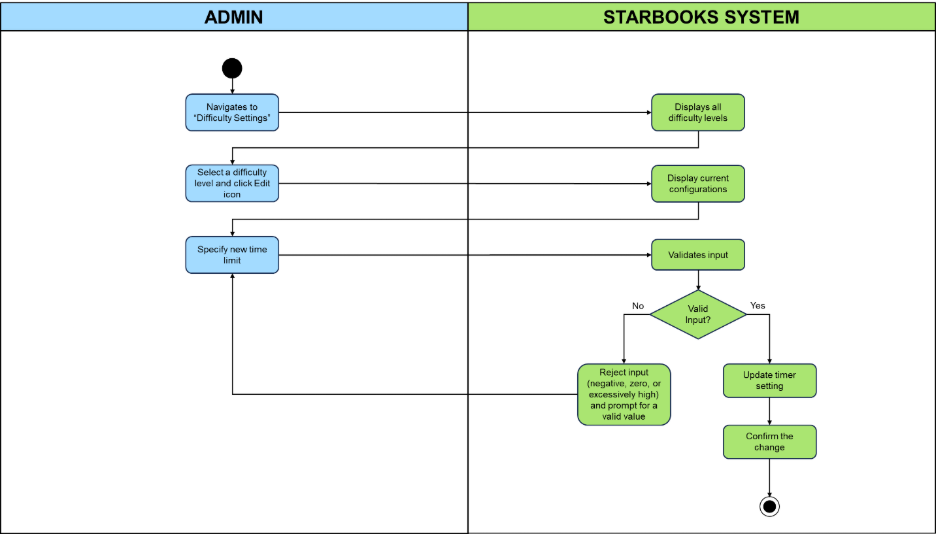 ADMIN
STARBOOKS SYSTEM
Navigates to
"Difficulty Settings"
Displays all
difficulty levels
Select a difficulty
level and click Edit
icon
Display current
configurations
Specify new time
limit
Validates input
Valid
Input?
No
Yes
Reject input
(negative, zero, or
excessively high)
and prompt for a
valid value
Update timer
setting
Confirm the
change